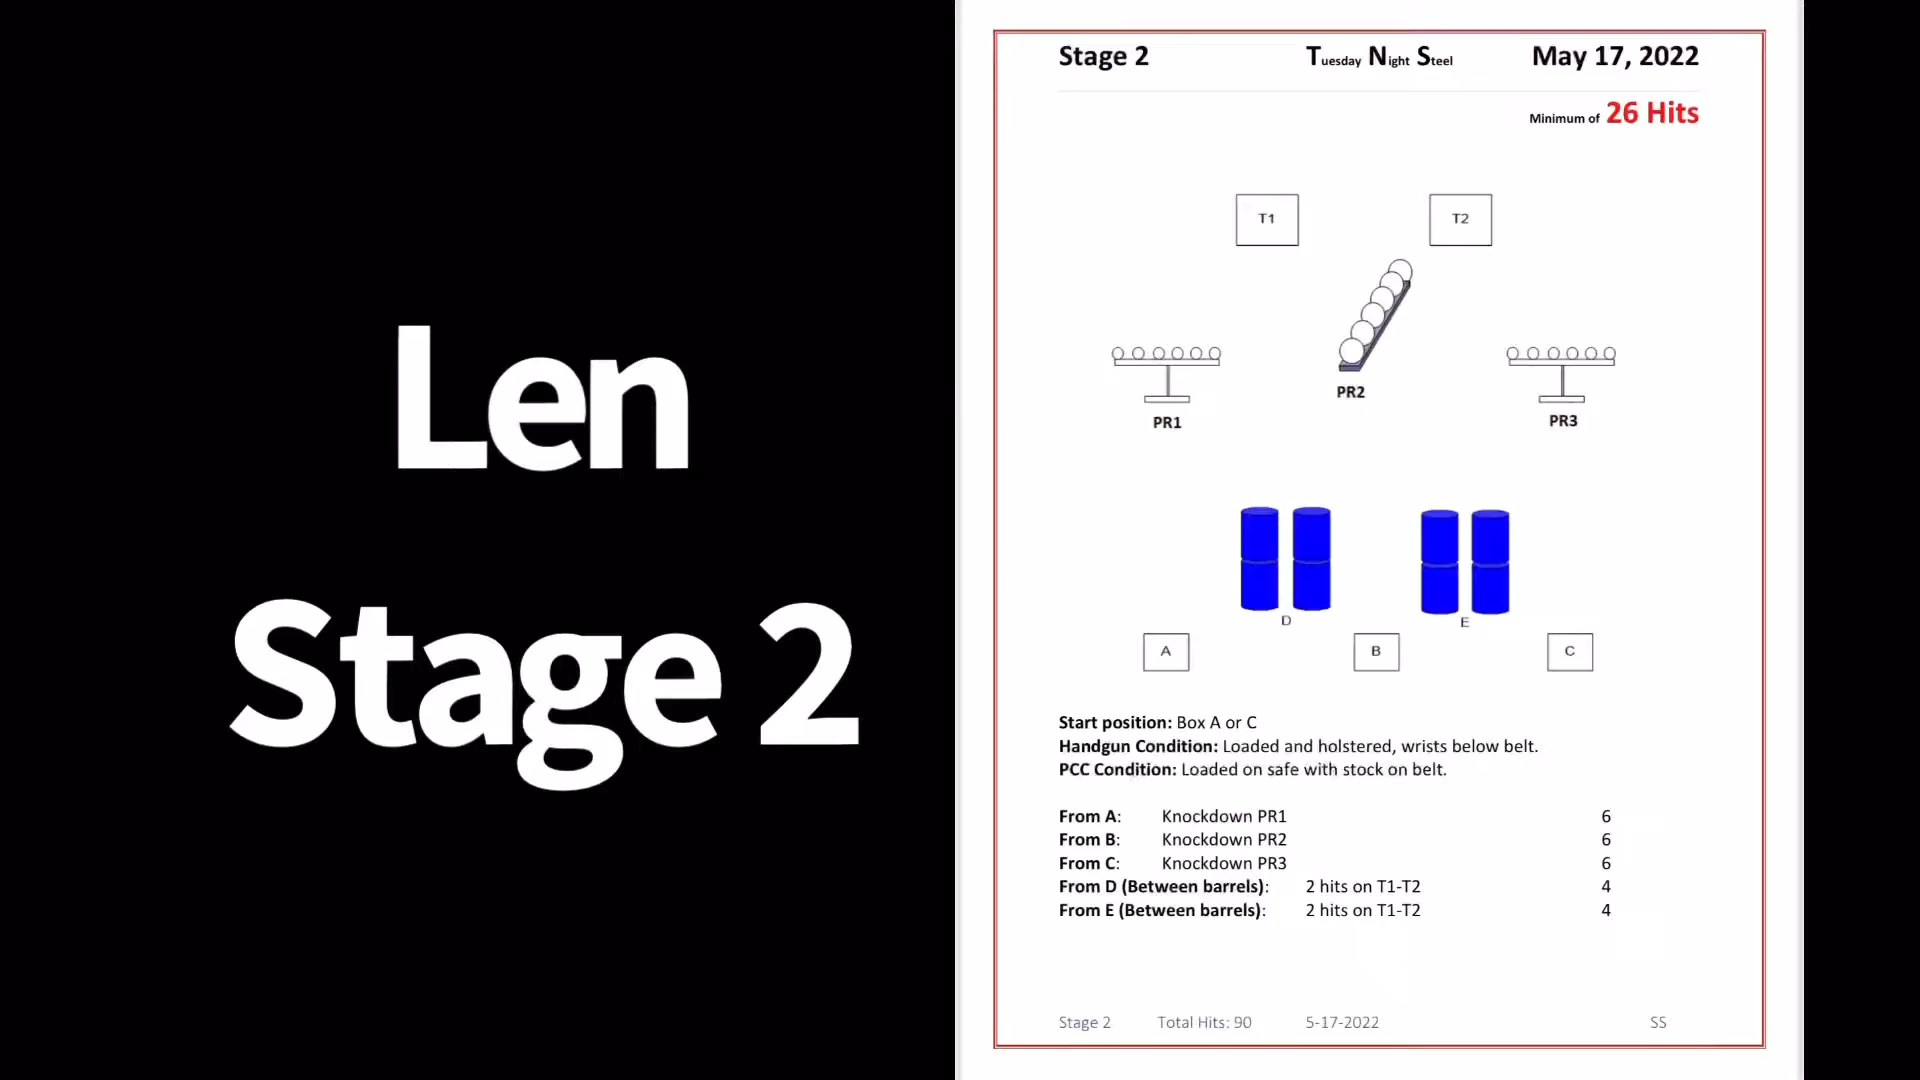 Len
Stage 2
Stage 2 Tuesday Night Steel May 17, 2022
Minimum of 26 Hits
T1 T2
PR2
PR1 PR3
D E
A B C
Start position: Box A or C
Handgun Condition: Loaded and holstered, wrists below belt.
PCC Condition: Loaded on safe with stock on belt.
From A: Knockdown PR1 6
From B: Knockdown PR2 6
From C: Knockdown PR3 6
From D (Between barrels): 2 hits on T1-T2 4
From E (Between barrels): 2 hits on T1-T2 4
Stage 2 Total Hits: 90 5-17-2022 SS